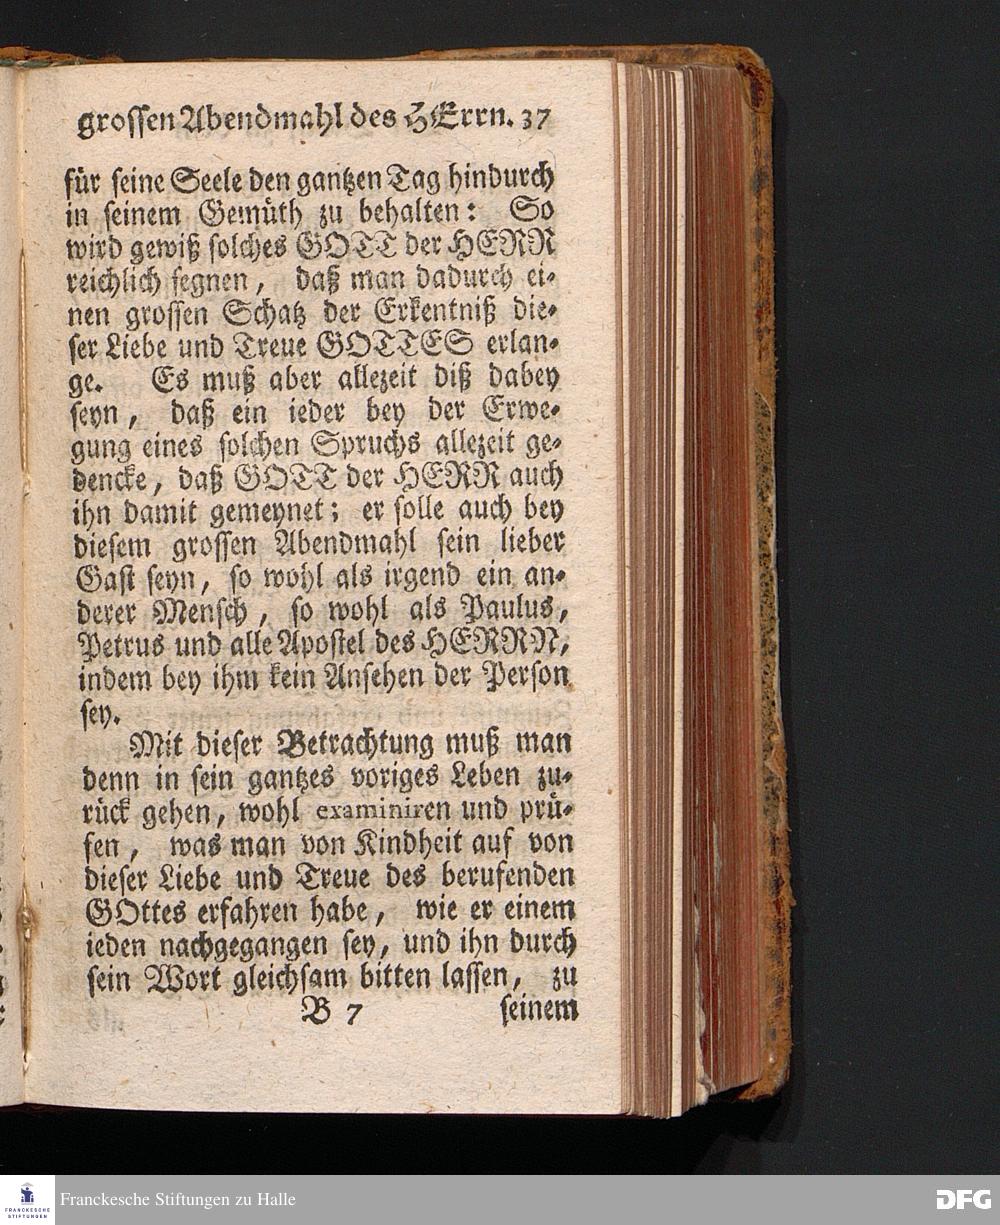 grossen Abendmahl des HErrn. 37
für seine Seele den gantzen Tag hindurch
in seinem Gemüth zu behalten: So
wird gewiß solches GOTT der HERR
reichlich segnen, daß man dadurch ei-
nen grossen Schatz der Erkentniß die-
ser Liebe und Treue GOTTES erlan-
ge. Es muß aber allezeit diß dabey
seyn, daß ein ieder bey der Erwe-
gung eines solchen Spruchs allezeit ge-
dencke, daß GOTT der HERR auch
ihn damit gemeynet; er solle auch bey
diesem grossen Abendmahl sein lieber
Gast seyn, so wohl als irgend ein an-
derer Mensch, so wohl als Paulus,
Petrus und alle Apostel des HERRN,
indem bey ihm kein Ansehen der Person
sey.
Mit dieser Betrachtung muß man
denn in sein gantzes voriges Leben zu-
rück gehen, wohl examiniren und prü-
fen, was man von Kindheit auf von
dieser Liebe und Treue des berufenden
GOttes erfahren habe, wie er einem
ieden nachgegangen sey, und ihn durch
sein Wort gleichsam bitten lassen, zu
B 7 seinem
FRANCKESCHE
STIFTUNGEN
Franckesche Stiftungen zu Halle
DFG